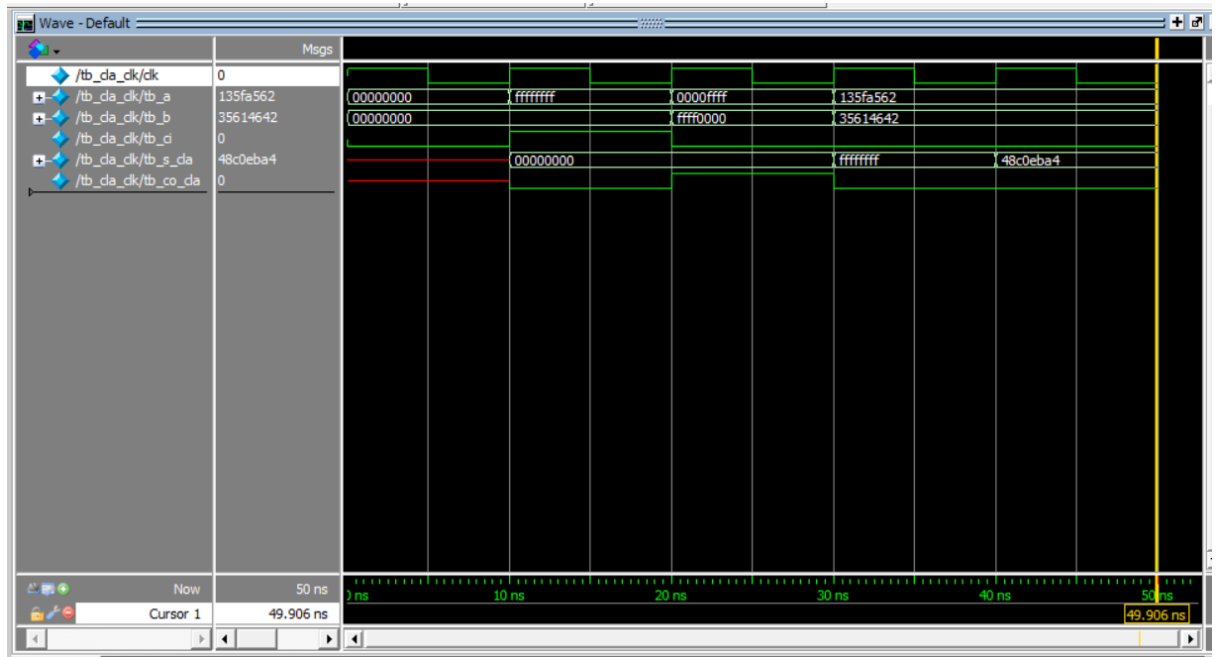 Wave - Default
Msgs
/tb_cla_clk/clk 0
/tb_cla_clk/tb_a 135fa562 00000000 ffffffff 0000ffff 135fa562
/tb_cla_clk/tb_b 35614642 00000000 ffff0000 35614642
/tb_cla_clk/tb_ci 0
/tb_cla_clk/tb_s_cla 48c0eba4 00000000 ffffffff 48c0eba4
/tb_cla_clk/tb_co_cla 0
Now 50 ns ns 10 ns 20 ns 30 ns 40 ns 50 ns
Cursor 1 49.906 ns 49.906 ns